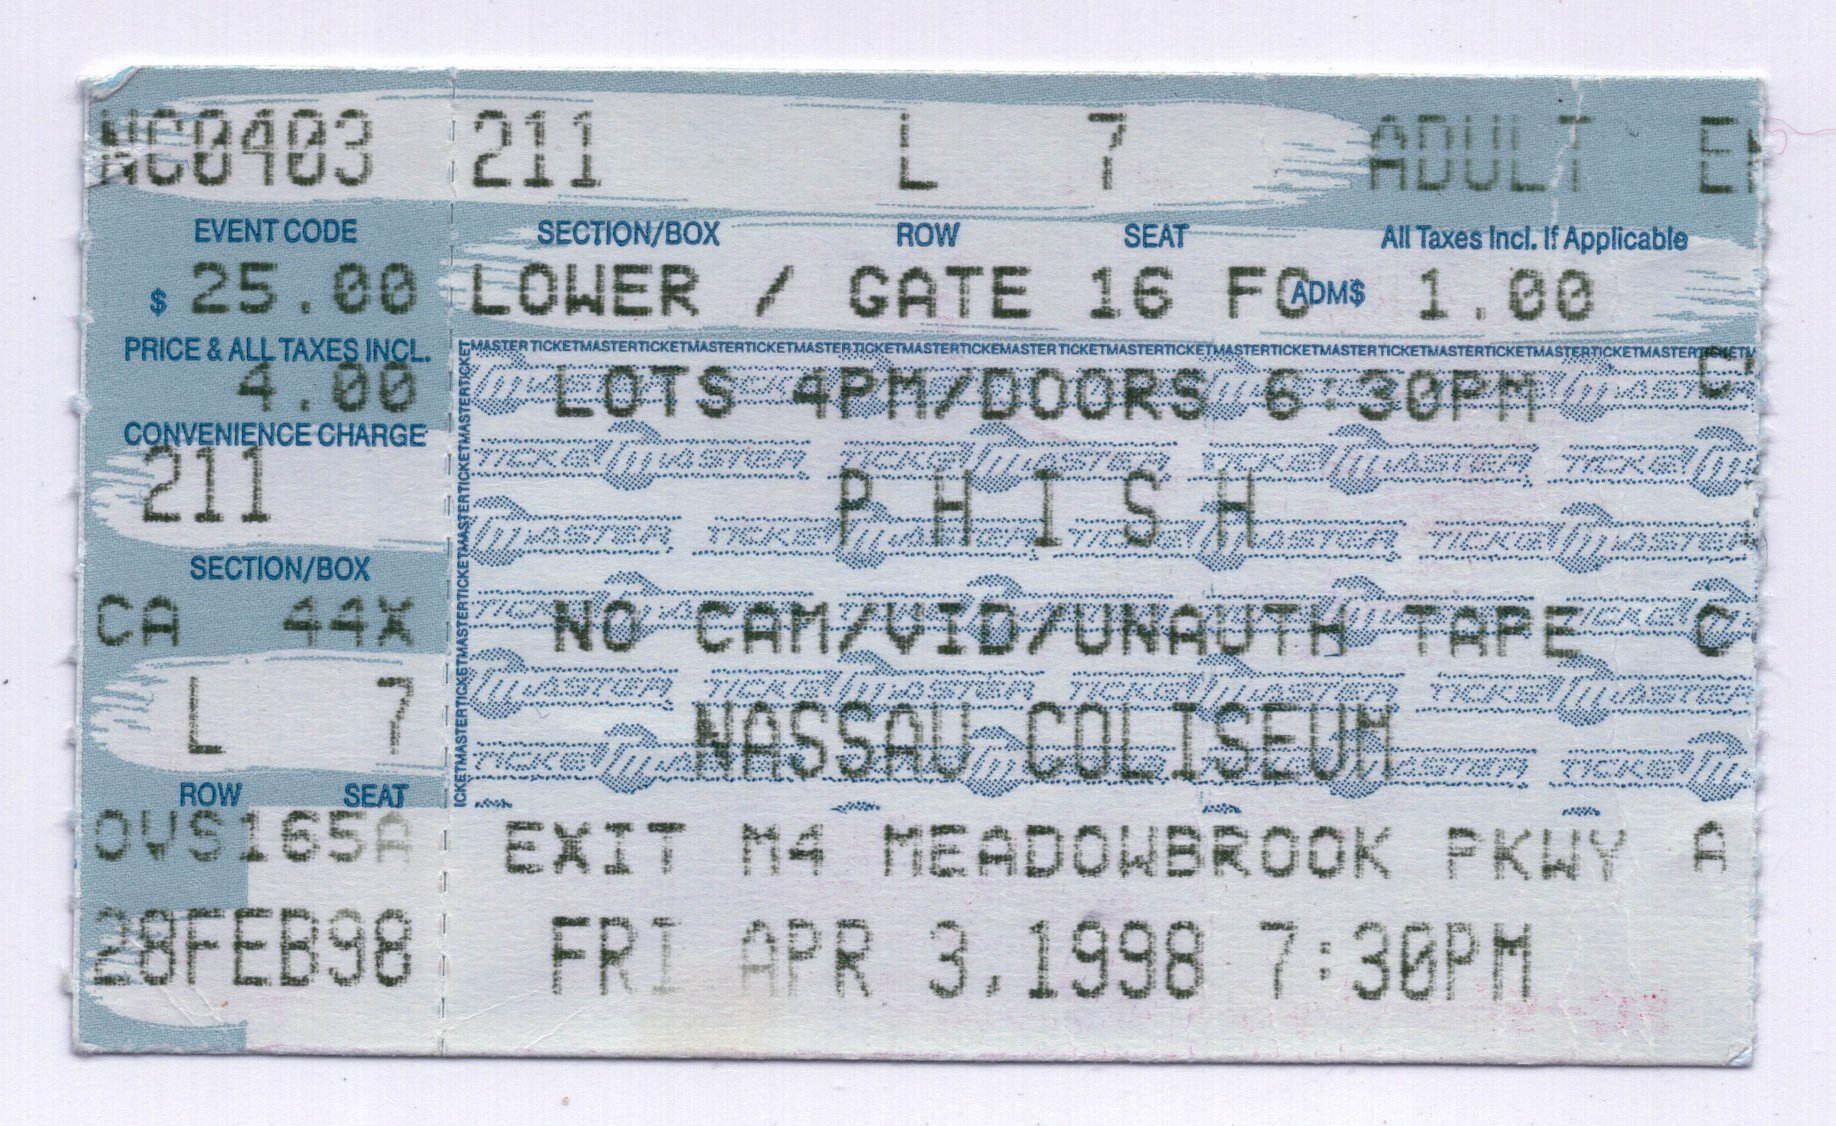 NC0403
EVENT CODE
$ 25.00
PRICE & ALL TAXES INCL.
4.00
CONVENIENCE CHARGE
211
SECTION/BOX
CA 44X
L 7
ROW SEAT
OVS165A
28FEB98
211 L 7 ADULT
SECTION/BOX ROW SEAT All Taxes Incl. If Applicable
LOWER / GATE 16 ADM$ 1.00
MASTERTICKETMASTERTICKETMASTERTICKETMASTERTICKETMASTERTICKETMASTERTICKETMASTERTICKETMASTERTICKETMASTERTICKETMASTERTICKETMASTERTICKETMASTERTICKETM
LOTS 4PM/DOORS 6:30PM
PHISH
NO CAM/VID/UNAUTH TAPE
NASSAU COLISEUM
EXIT M4 MEADOWBROOK PKWY A
FRI APR 3,1998 7:30PM